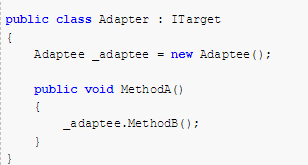 public class Adapter : ITarget
{
    Adaptee _adaptee = new Adaptee();

    public void MethodA()
    {
        _adaptee.MethodB();
    }
}